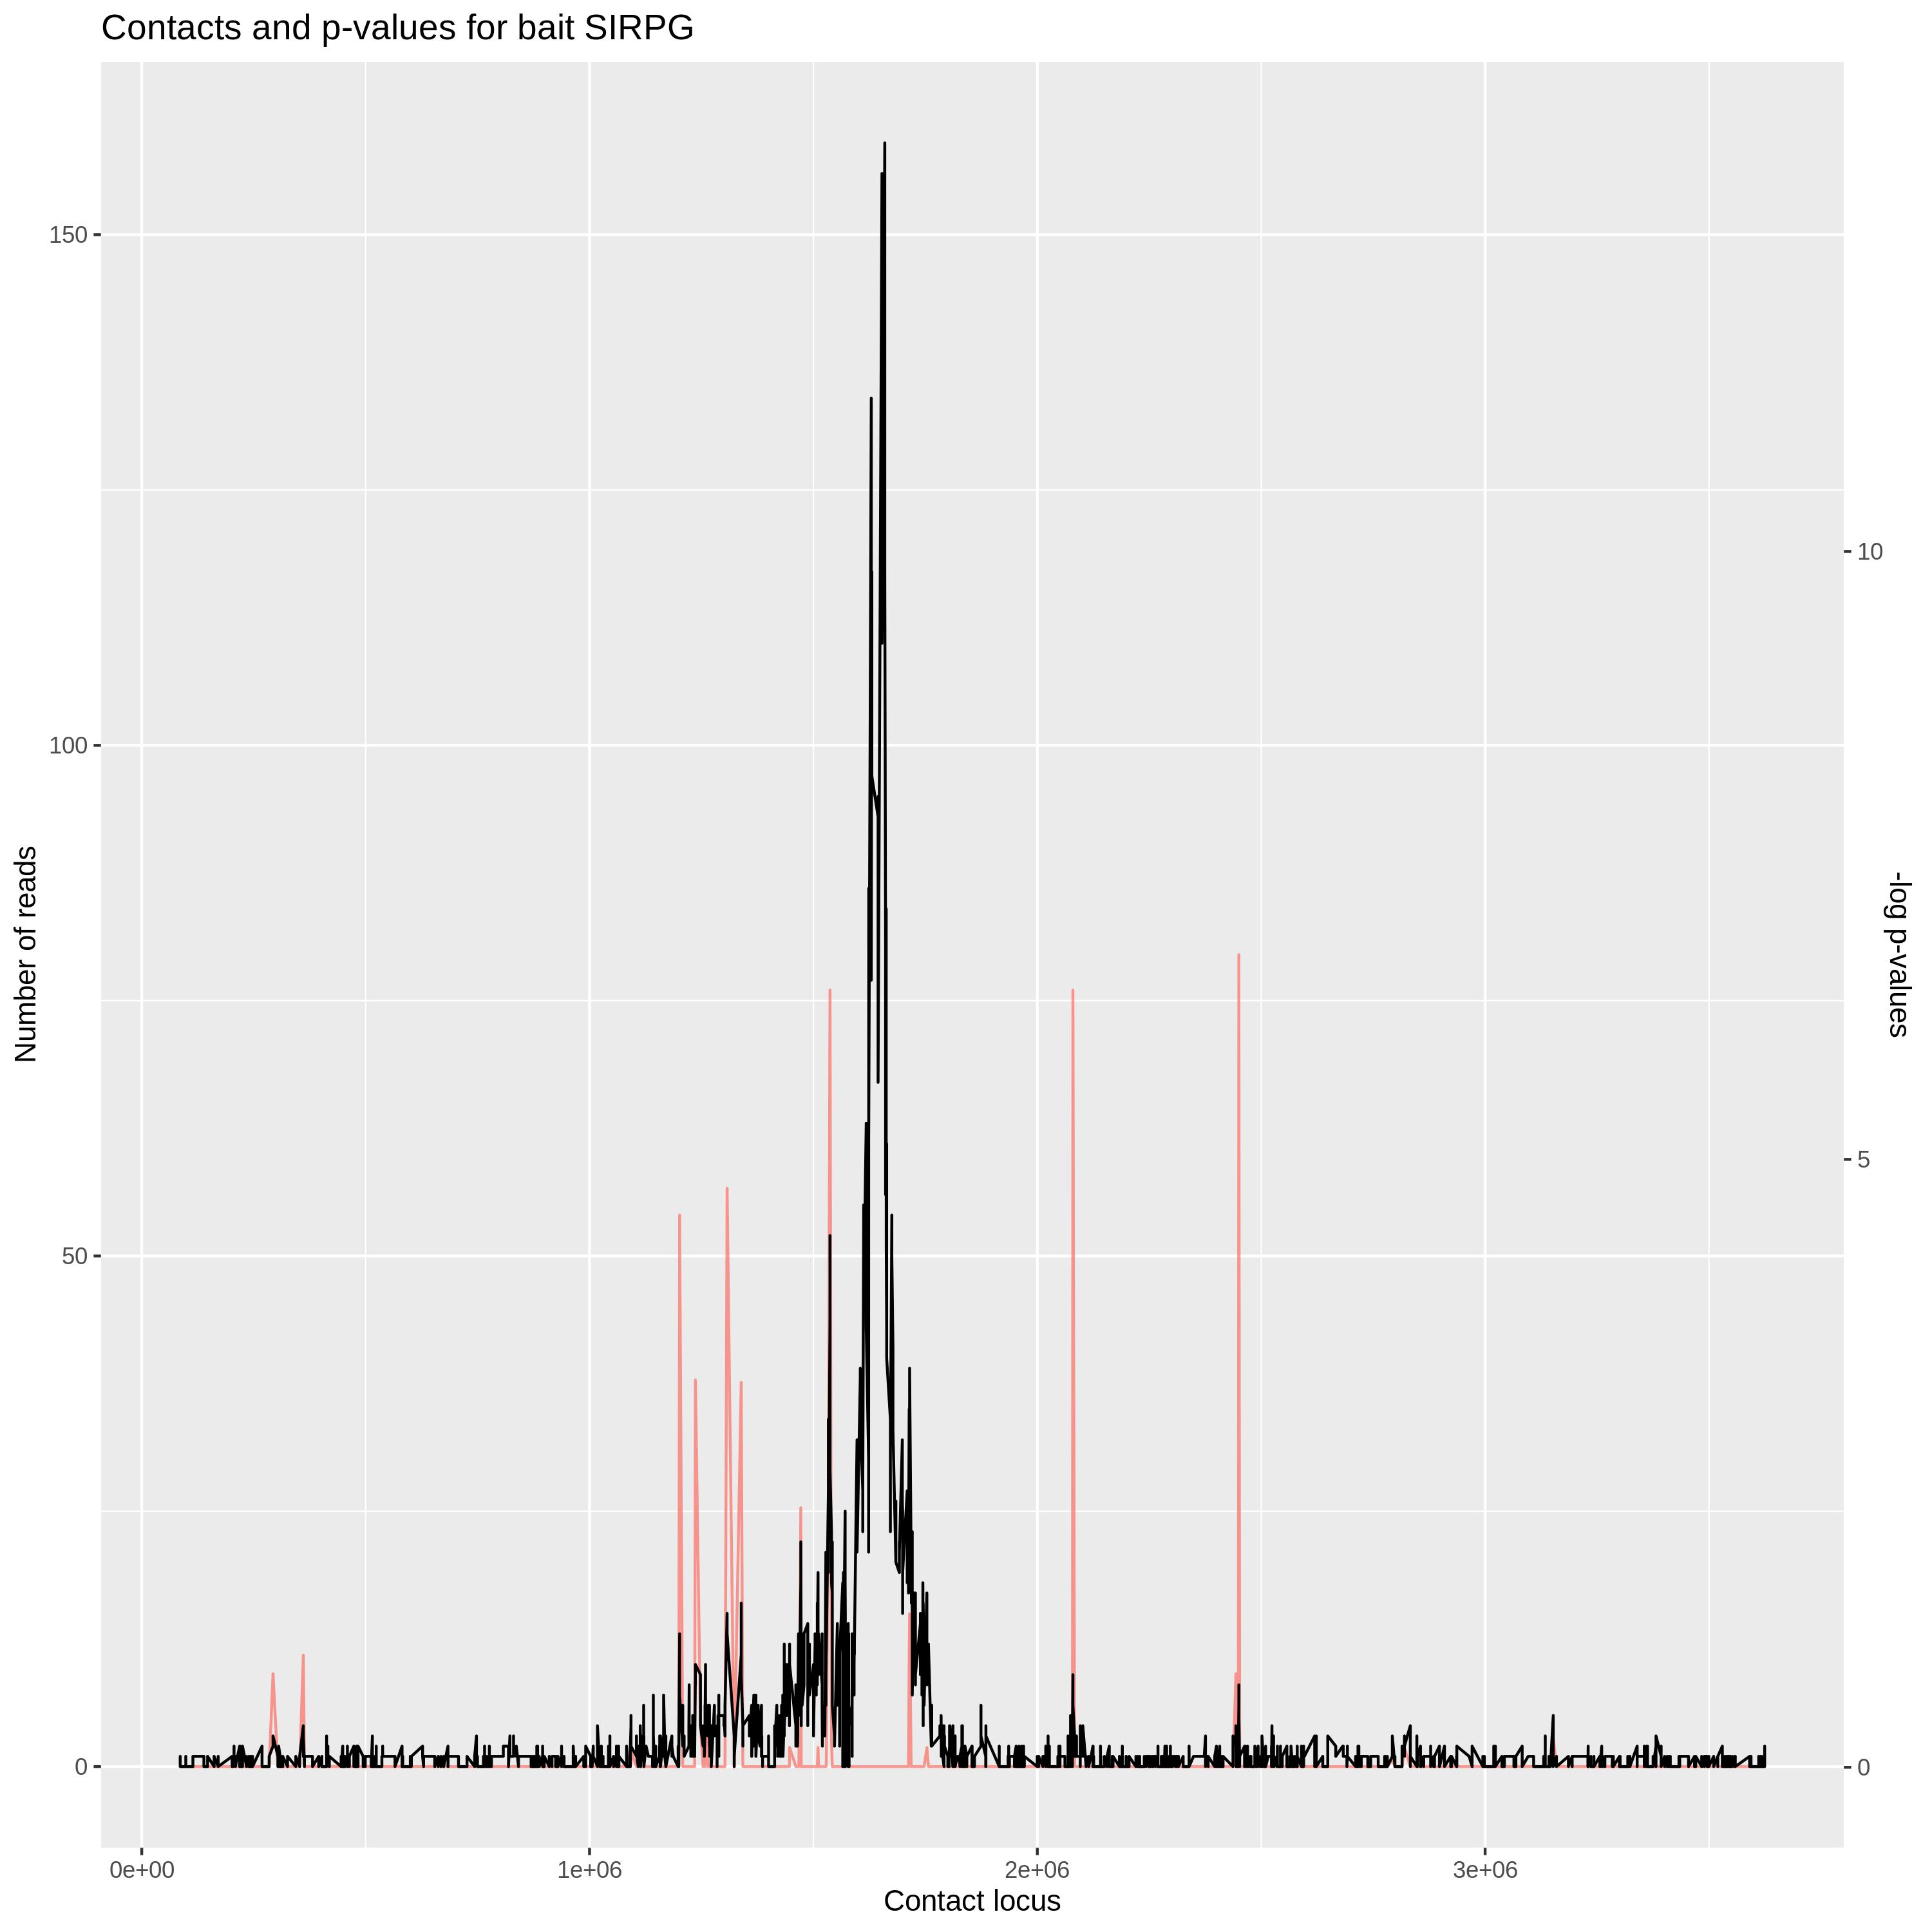 Contacts and p-values for bait SIRPG
150
100
50
0
Number of reads
10
5
0
-log p-values
0e+00
1e+06
2e+06
3e+06
Contact locus